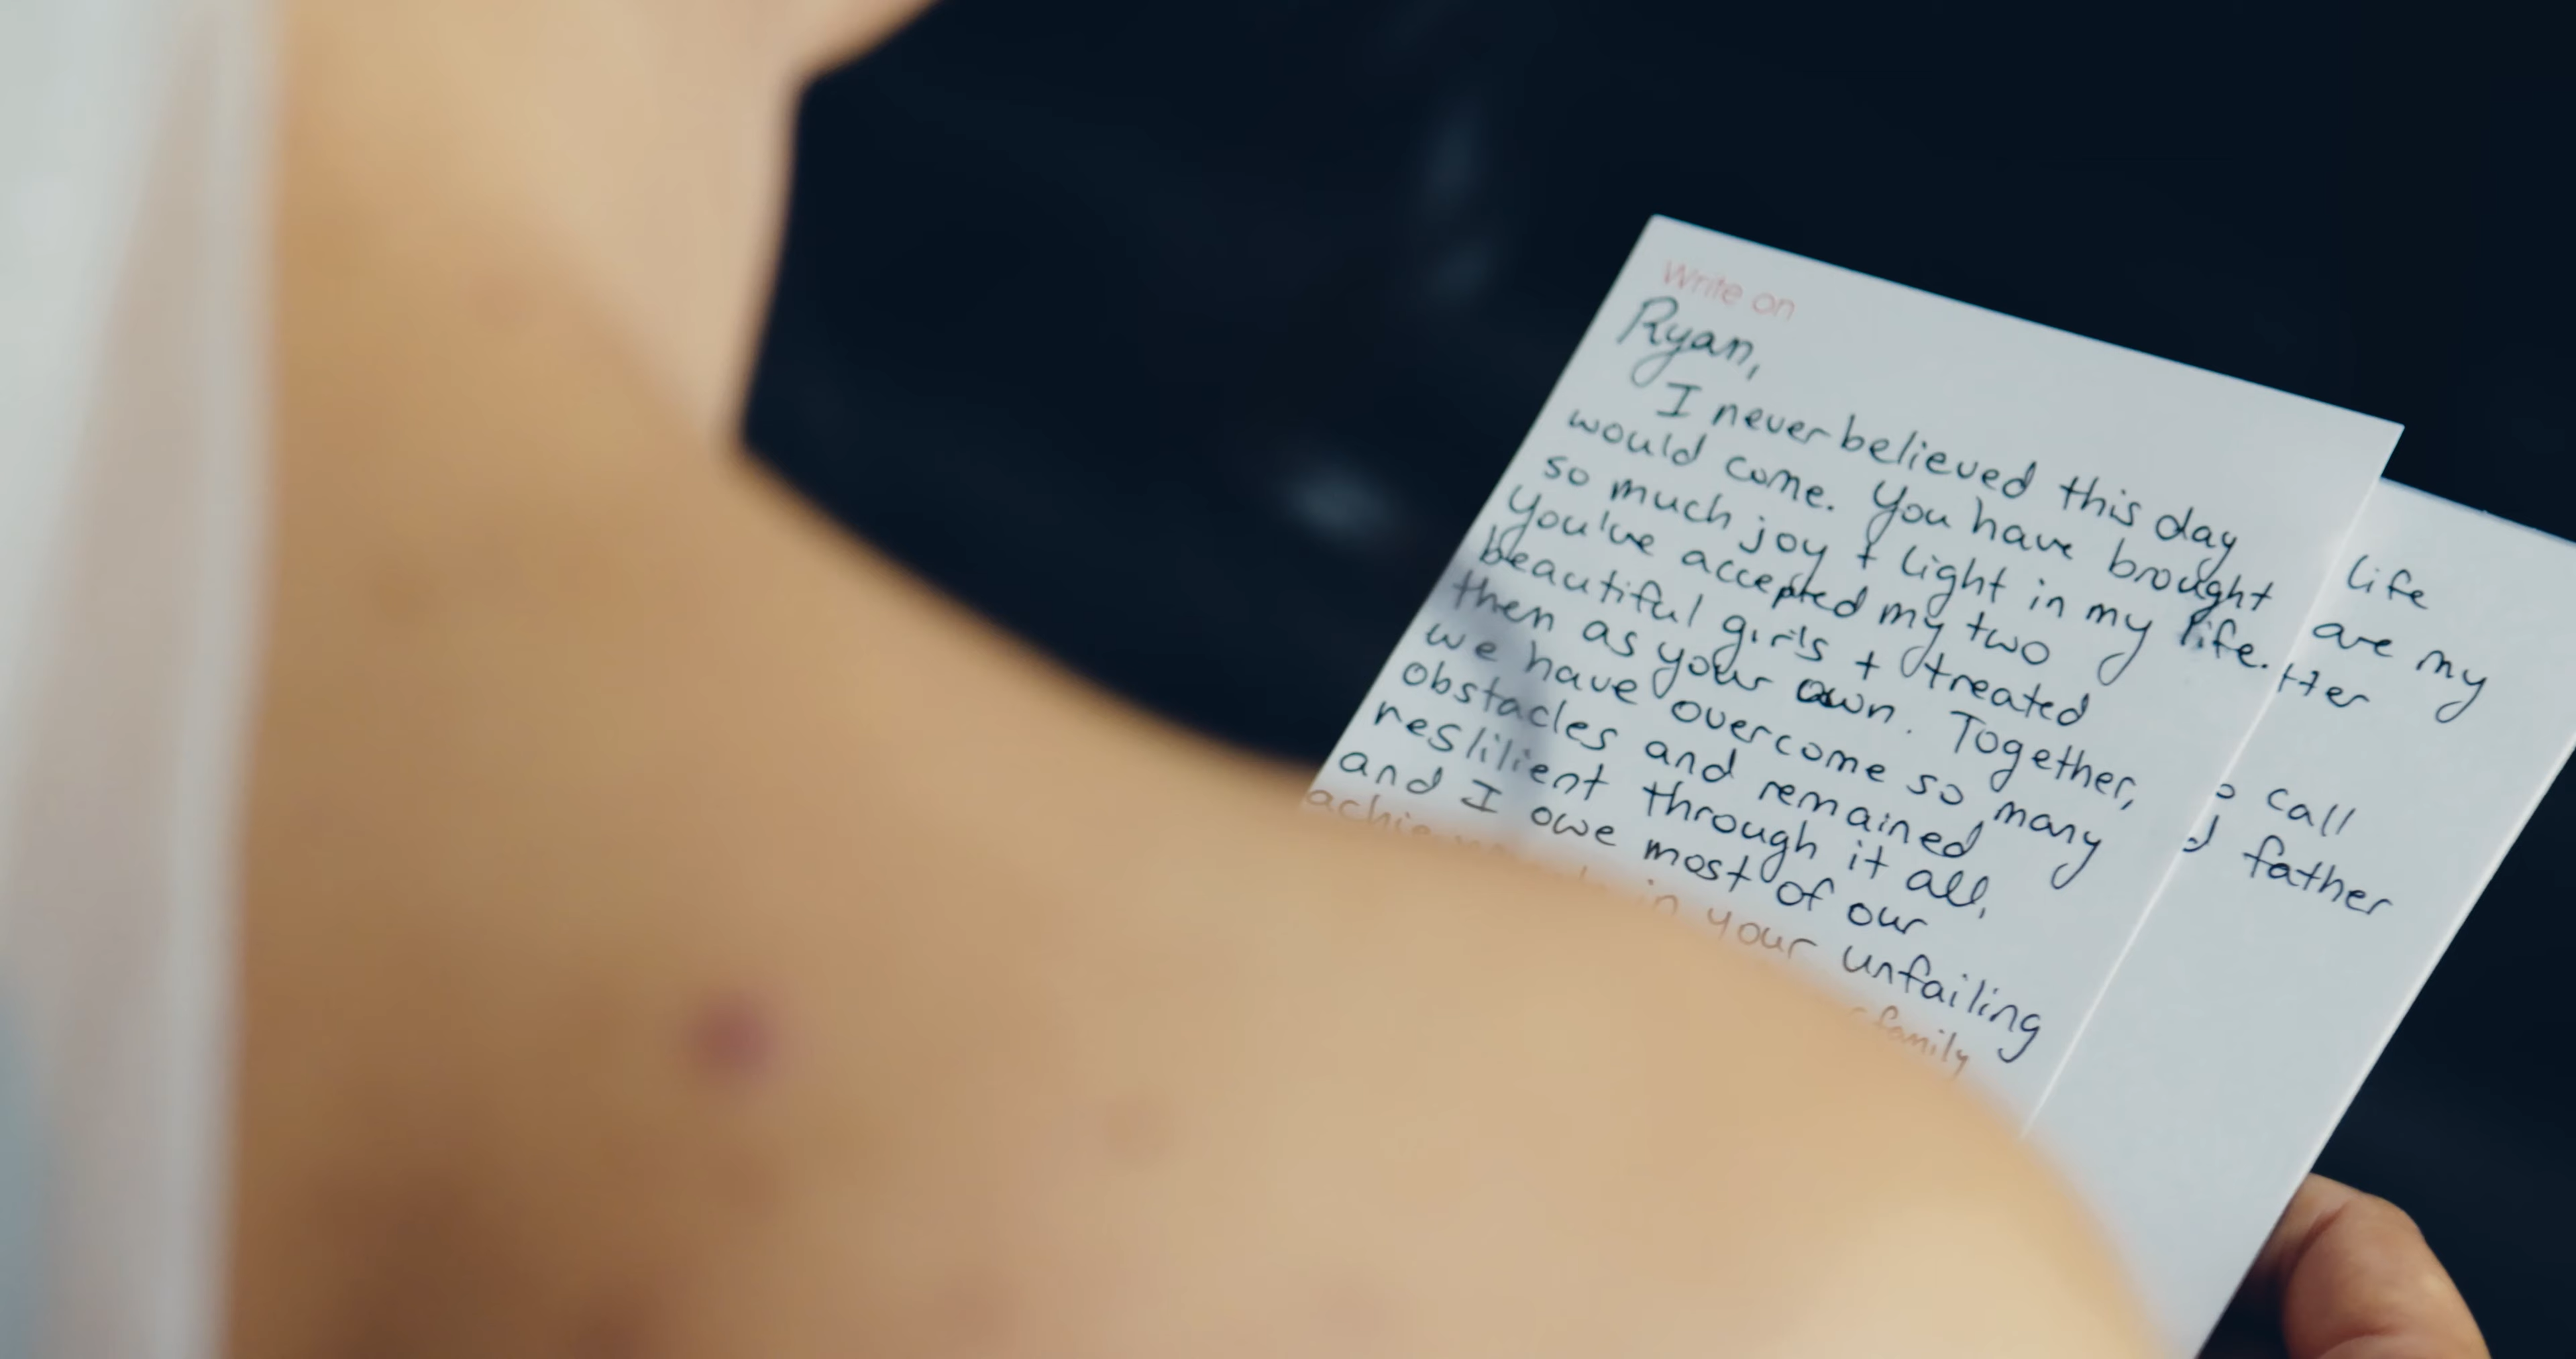 Write on
Ryan,
I never believed this day
would come. You have brought
so much joy + light in my life.
You've accepted my two
beautiful girls + treated
then as your own. Together,
we have overcome so many
obstacles and remained
reslilient through it all,
and I owe most of our
in your unfailing
family
life
are my
call
father